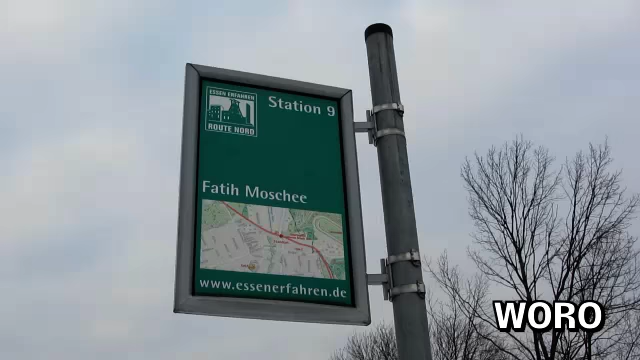 ESSEN ERFAHREN
ROUTE NORD
Station 9
Fatih Moschee
www.essenerfahren.de
WORO